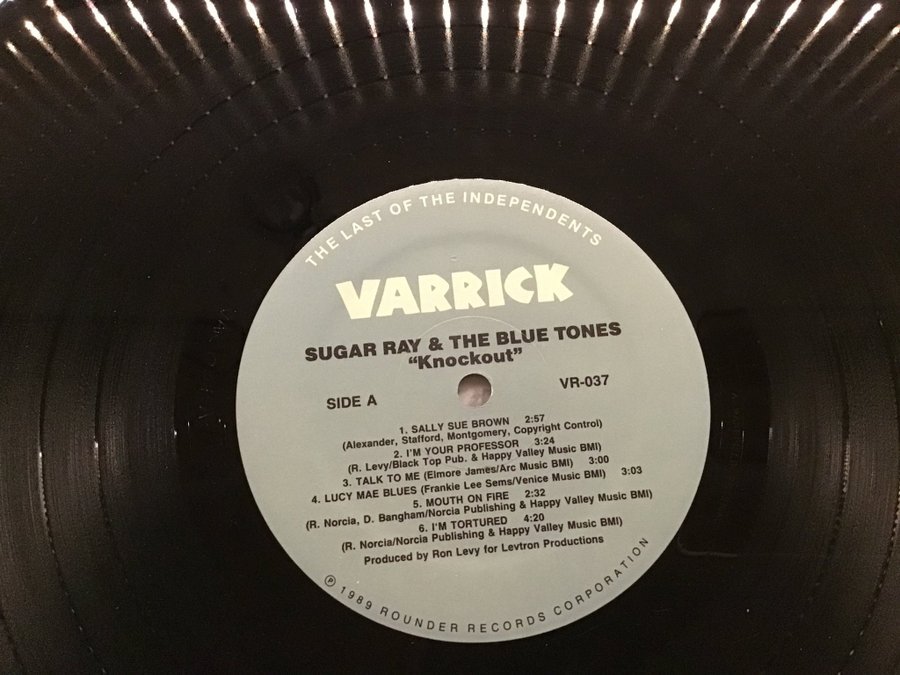 THE LAST OF THE INDEPENDENTS
VARRICK
SUGAR RAY & THE BLUE TONES
“Knockout”
SIDE A
VR-037
1. SALLY SUE BROWN 2:57
(Alexander, Stafford, Montgomery, Copyright Control)
2. I'M YOUR PROFESSOR 3:24
(R. Levy/Black Top Pub. & Happy Valley Music BMI)
3. TALK TO ME (Elmore James/Arc Music BMI) 3:00
4. LUCY MAE BLUES (Frankie Lee Sems/Venice Music BMI) 3:03
5. MOUTH ON FIRE 2:32
(R. Norcia, D. Bangham/Norcia Publishing & Happy Valley Music BMI)
6. I'M TORTURED 4:20
(R. Norcia/Norcia Publishing & Happy Valley Music BMI)
Produced by Ron Levy for Levtron Productions
℗ 1989 ROUNDER RECORDS CORPORATION